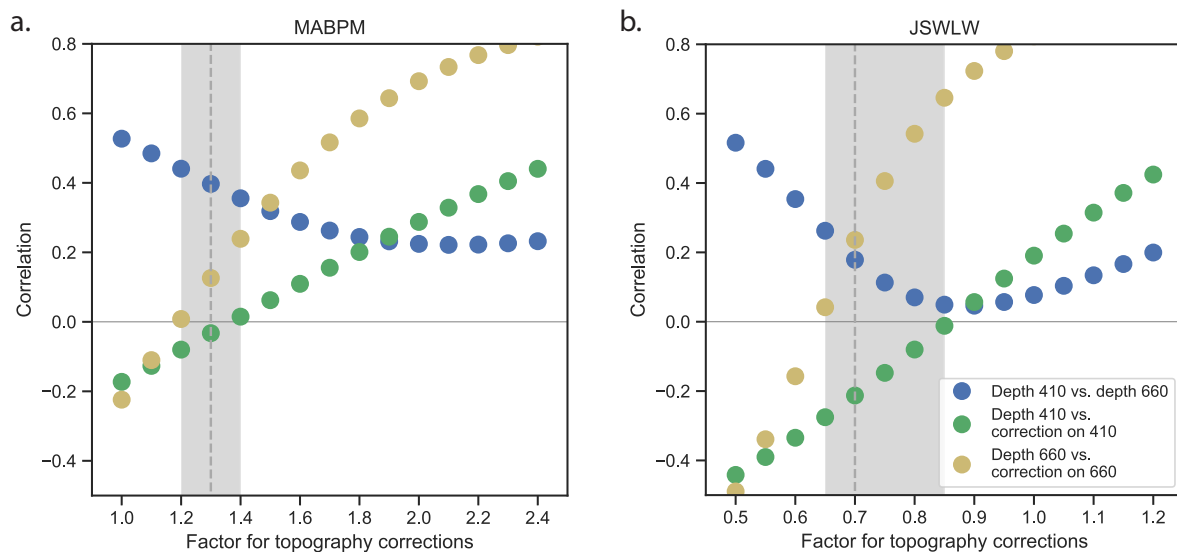 a.
MABPM
0.8
0.6
0.4
0.2
0.0
−0.2
−0.4
Correlation
1.0 1.2 1.4 1.6 1.8 2.0 2.2 2.4
Factor for topography corrections
b.
JSWLW
0.8
0.6
0.4
0.2
0.0
−0.2
−0.4
Correlation
0.5 0.6 0.7 0.8 0.9 1.0 1.1 1.2
Factor for topography corrections
Depth 410 vs. depth 660
Depth 410 vs.
correction on 410
Depth 660 vs.
correction on 660